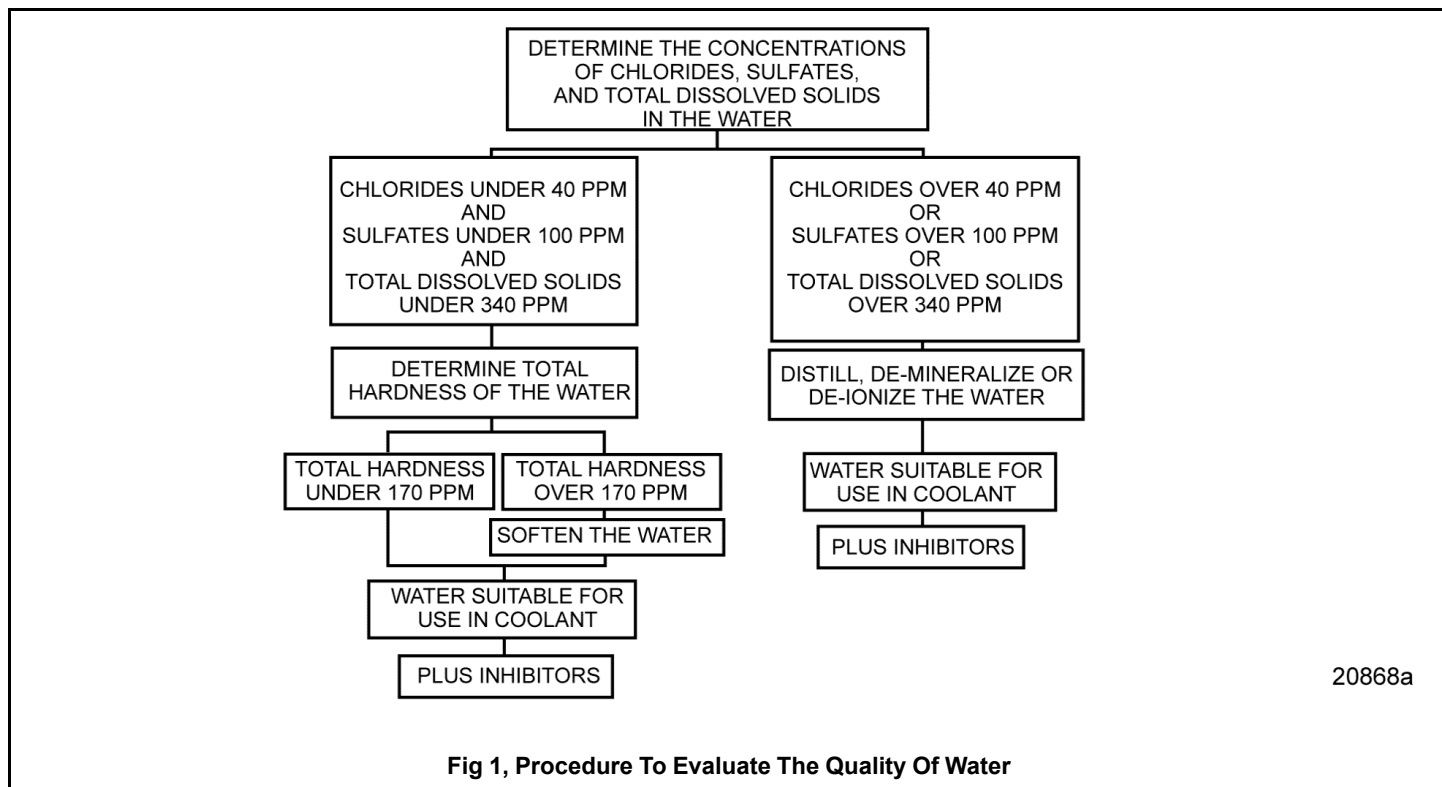 DETERMINE THE CONCENTRATIONS
OF CHLORIDES, SULFATES,
AND TOTAL DISSOLVED SOLIDS
IN THE WATER
CHLORIDES UNDER 40 PPM
AND
SULFATES UNDER 100 PPM
AND
TOTAL DISSOLVED SOLIDS
UNDER 340 PPM
CHLORIDES OVER 40 PPM
OR
SULFATES OVER 100 PPM
OR
TOTAL DISSOLVED SOLIDS
OVER 340 PPM
DETERMINE TOTAL
HARDNESS OF THE WATER
DISTILL, DE-MINERALIZE OR
DE-IONIZE THE WATER
TOTAL HARDNESS
UNDER 170 PPM
TOTAL HARDNESS
OVER 170 PPM
WATER SUITABLE FOR
USE IN COOLANT
SOFTEN THE WATER
PLUS INHIBITORS
WATER SUITABLE FOR
USE IN COOLANT
PLUS INHIBITORS
20868a
Fig 1, Procedure To Evaluate The Quality Of Water